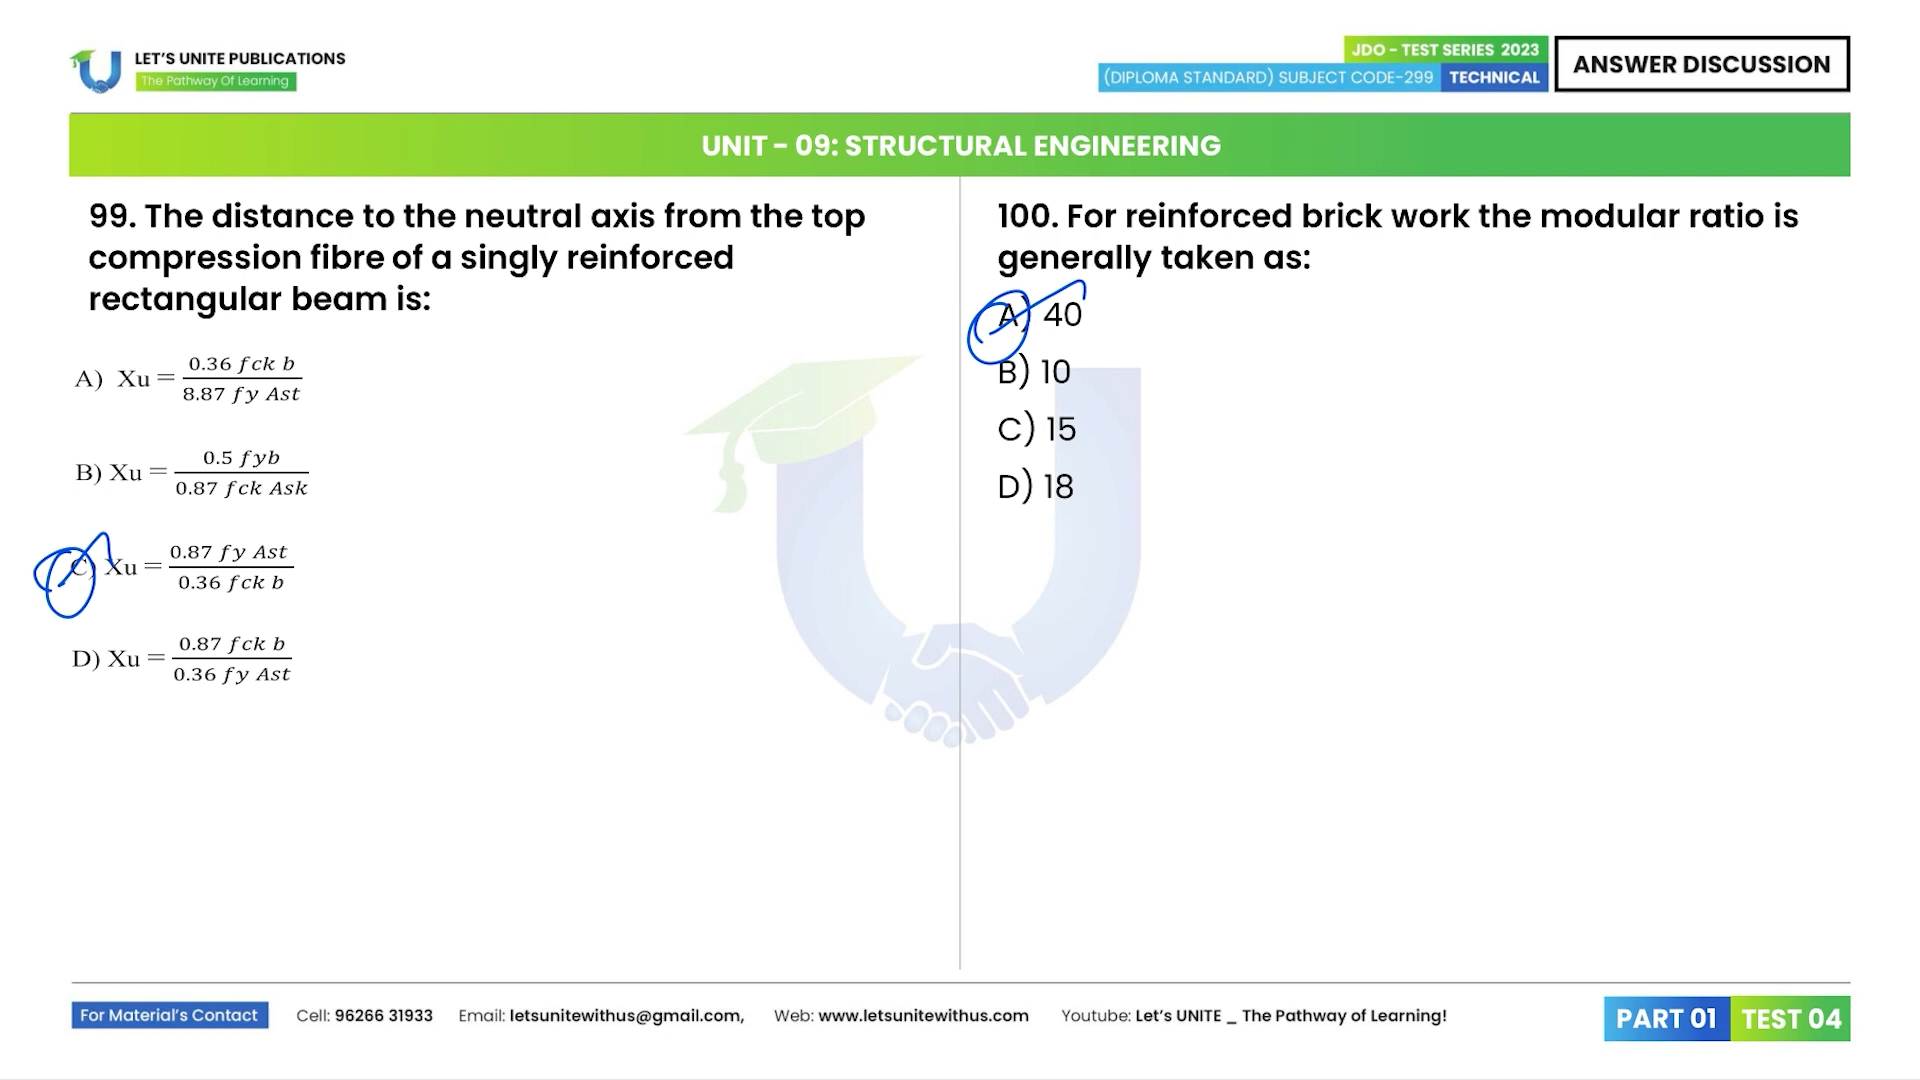 LET'S UNITE PUBLICATIONS
The Pathway Of Learning
JDO - TEST SERIES 2023
(DIPLOMA STANDARD) SUBJECT CODE-299 TECHNICAL
ANSWER DISCUSSION
UNIT - 09: STRUCTURAL ENGINEERING
99. The distance to the neutral axis from the top
compression fibre of a singly reinforced
rectangular beam is:
A) Xu = 0.36 fck b / 8.87 fy Ast
B) Xu = 0.5 fyb / 0.87 fck Ask
C) Xu = 0.87 fy Ast / 0.36 fck b
D) Xu = 0.87 fck b / 0.36 fy Ast
100. For reinforced brick work the modular ratio is
generally taken as:
A) 40
B) 10
C) 15
D) 18
For Material's Contact Cell: 96266 31933 Email: letsunitewithus@gmail.com, Web: www.letsunitewithus.com Youtube: Let's UNITE _ The Pathway of Learning!
PART 01 TEST 04